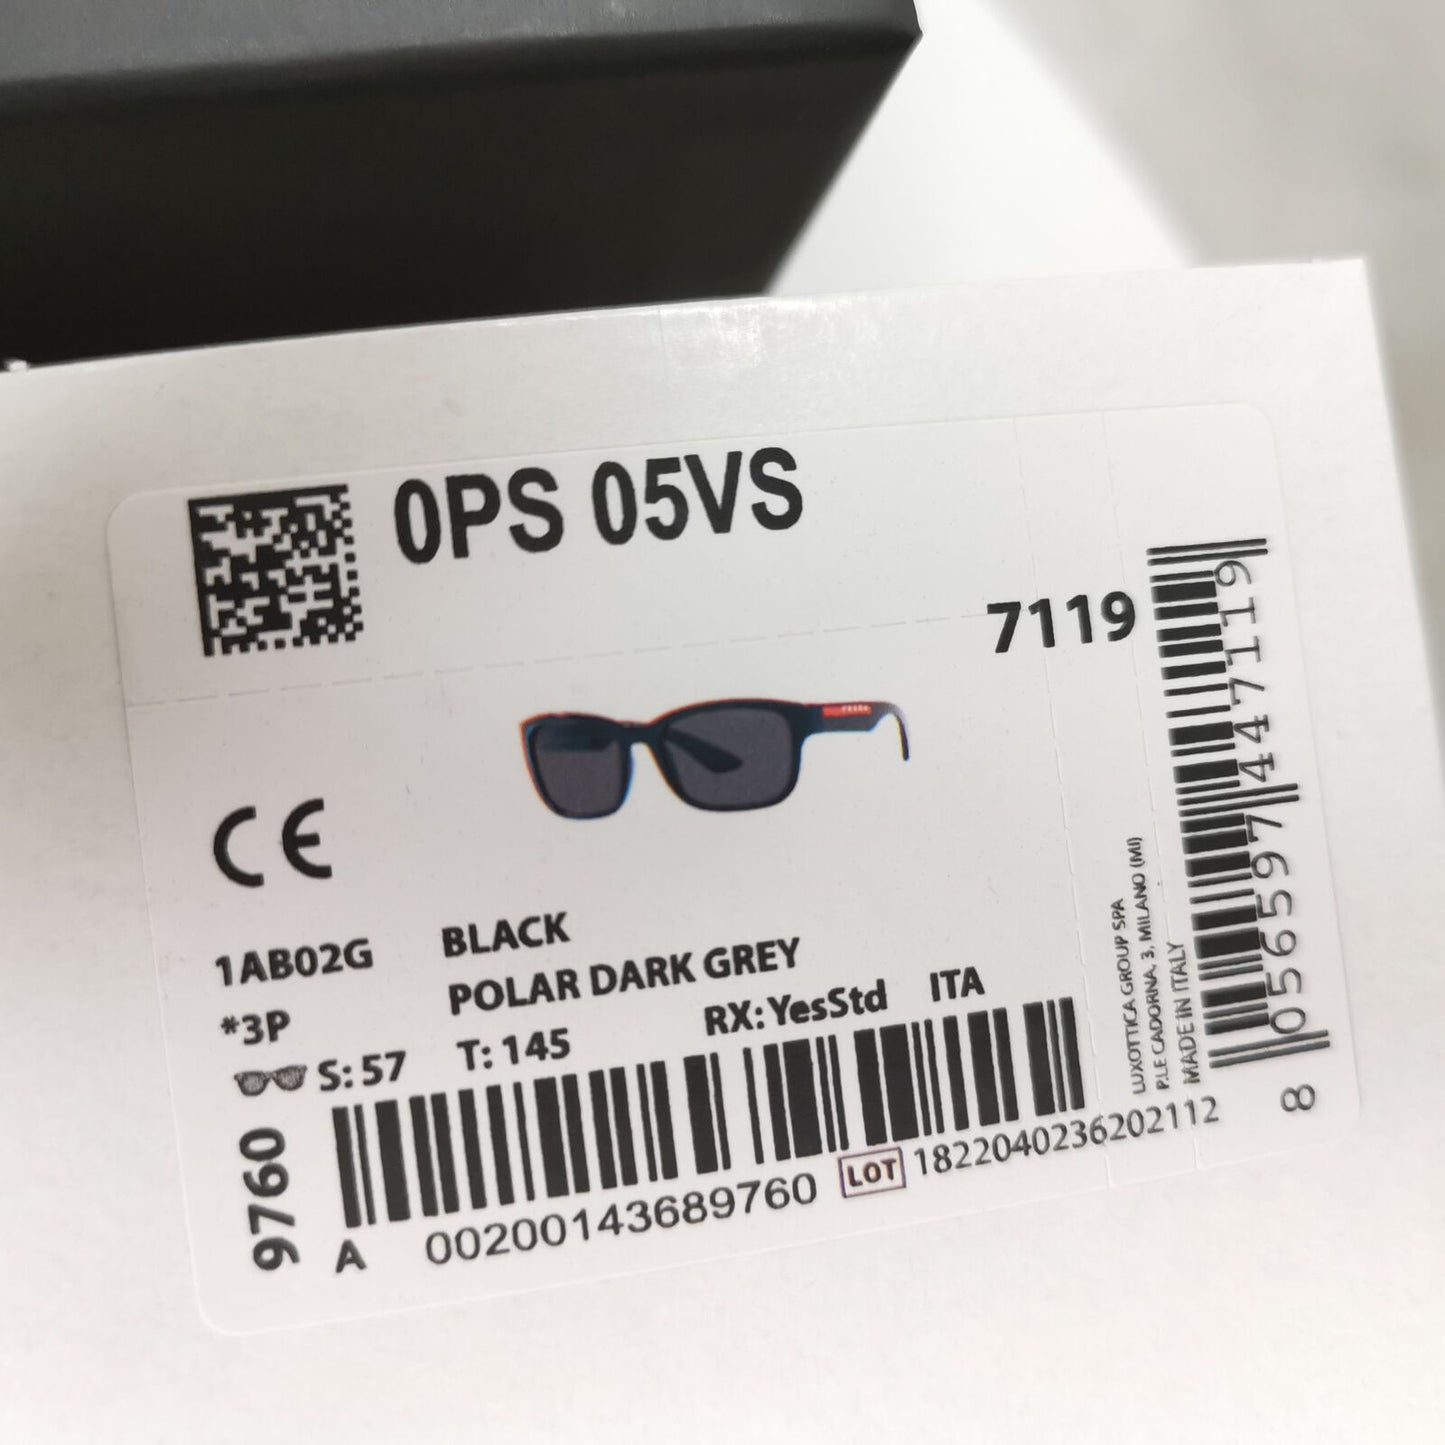 0PS 05VS
7119
PRADA
CE
1AB02G BLACK
*3P POLAR DARK GREY
S: 57 T: 145 RX: YesStd ITA
9760
A 00200143689760 LOT 1822040236202112
LUXOTTICA GROUP SPA
P.LE CADORNA, 3, MILANO (MI)
MADE IN ITALY
8 056597 447119